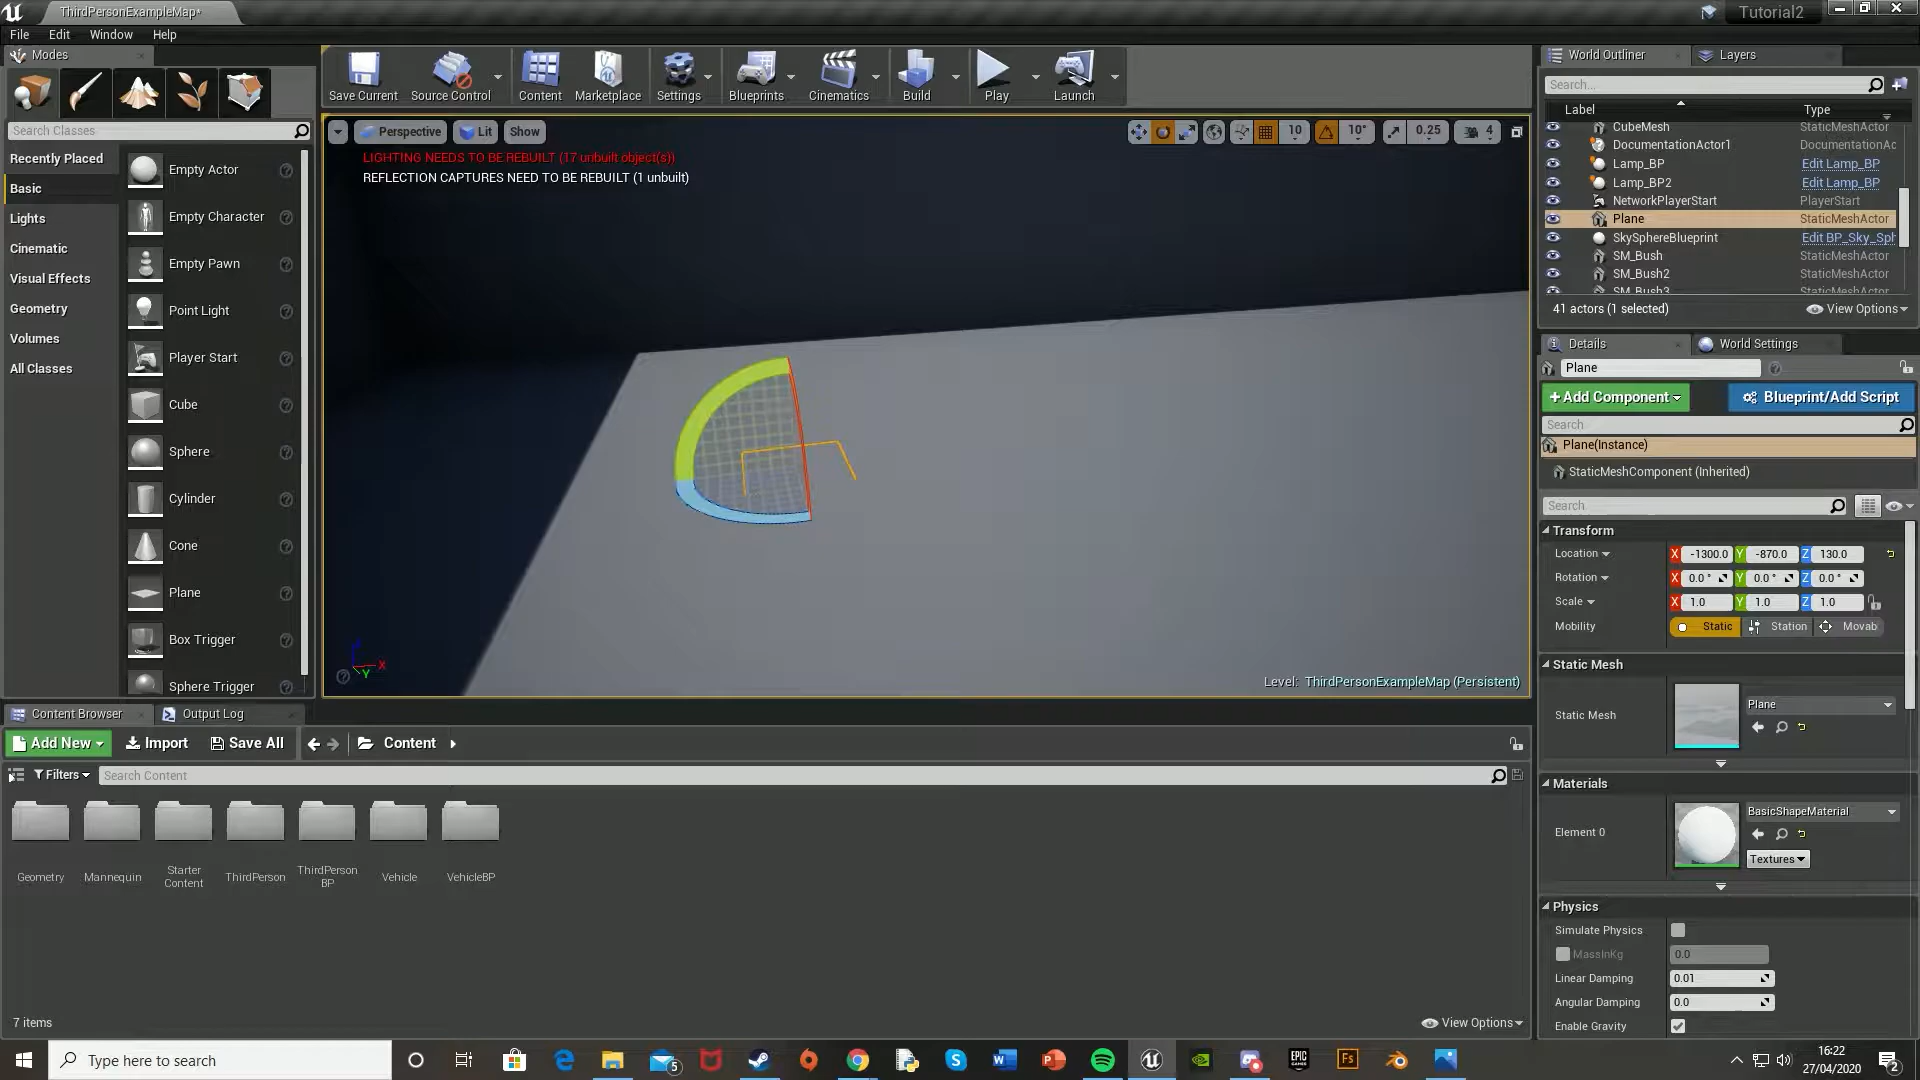 ThirdPersonExampleMap*
Tutorial2
File Edit Window Help
Modes
Search Classes
Recently Placed
Basic
Lights
Cinematic
Visual Effects
Geometry
Volumes
All Classes
Empty Actor
Empty Character
Empty Pawn
Point Light
Player Start
Cube
Sphere
Cylinder
Cone
Plane
Box Trigger
Sphere Trigger
Save Current Source Control Content Marketplace Settings Blueprints Cinematics Build Play Launch
Perspective Lit Show
10 10° 0.25 4
LIGHTING NEEDS TO BE REBUILT (17 unbuilt object(s))
REFLECTION CAPTURES NEED TO BE REBUILT (1 unbuilt)
Z X Y
Level: ThirdPersonExampleMap (Persistent)
World Outliner Layers
Search...
Label Type
CubeMesh StaticMeshActor
DocumentationActor1 DocumentationAc
Lamp_BP Edit Lamp_BP
Lamp_BP2 Edit Lamp_BP
NetworkPlayerStart PlayerStart
Plane StaticMeshActor
SkySphereBlueprint Edit BP_Sky_Sph
SM_Bush StaticMeshActor
SM_Bush2 StaticMeshActor
SM_Bush3 StaticMeshActor
41 actors (1 selected) View Options
Details World Settings
Plane
+Add Component Blueprint/Add Script
Search
Plane(Instance)
StaticMeshComponent (Inherited)
Search
Transform
Location X -1300.0 Y -870.0 Z 130.0
Rotation X 0.0° Y 0.0° Z 0.0°
Scale X 1.0 Y 1.0 Z 1.0
Mobility Static Station Movab
Static Mesh
Static Mesh Plane
Materials
Element 0 BasicShapeMaterial
Textures
Physics
Simulate Physics
MassInKg 0.0
Linear Damping 0.01
Angular Damping 0.0
Enable Gravity
Content Browser Output Log
Add New Import Save All Content
Filters Search Content
Geometry
Mannequin
Starter
Content
ThirdPerson
ThirdPerson
BP
Vehicle
VehicleBP
7 items View Options
Type here to search
5
W P
EPIC
GAMES
Fs
16:22
27/04/2020
2